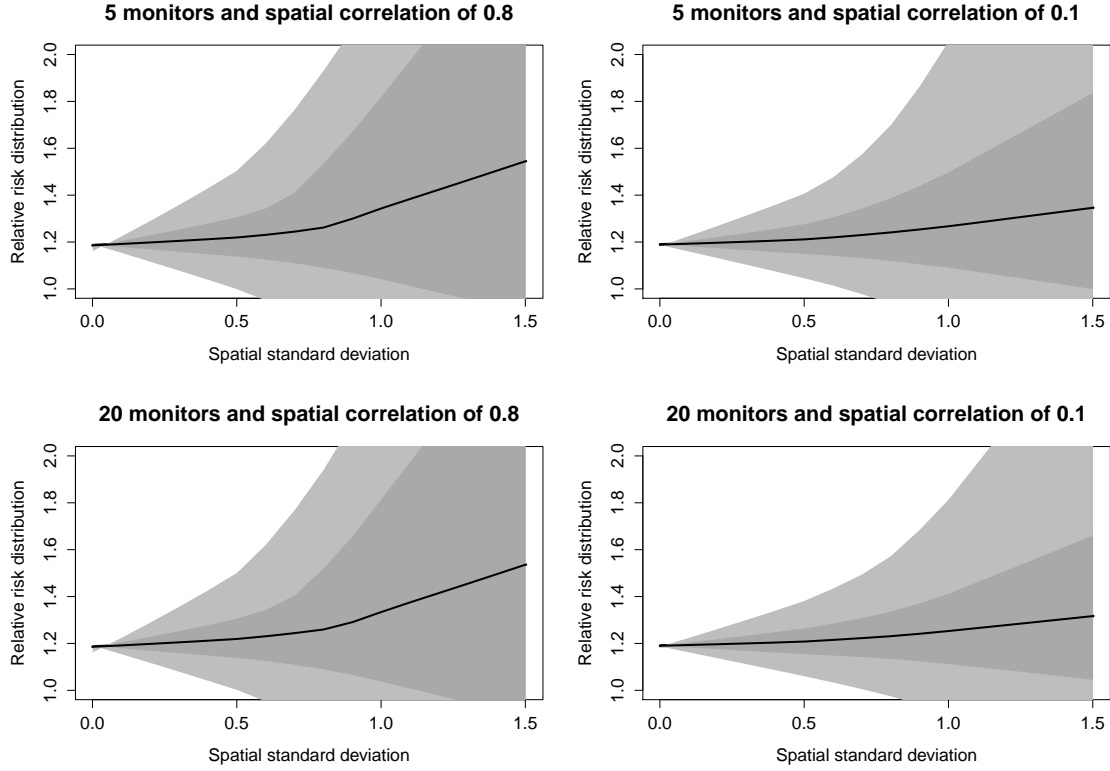 5 monitors and spatial correlation of 0.8
Relative risk distribution
2.0
1.8
1.6
1.4
1.2
1.0
0.0 0.5 1.0 1.5
Spatial standard deviation
5 monitors and spatial correlation of 0.1
Relative risk distribution
2.0
1.8
1.6
1.4
1.2
1.0
0.0 0.5 1.0 1.5
Spatial standard deviation
20 monitors and spatial correlation of 0.8
Relative risk distribution
2.0
1.8
1.6
1.4
1.2
1.0
0.0 0.5 1.0 1.5
Spatial standard deviation
20 monitors and spatial correlation of 0.1
Relative risk distribution
2.0
1.8
1.6
1.4
1.2
1.0
0.0 0.5 1.0 1.5
Spatial standard deviation